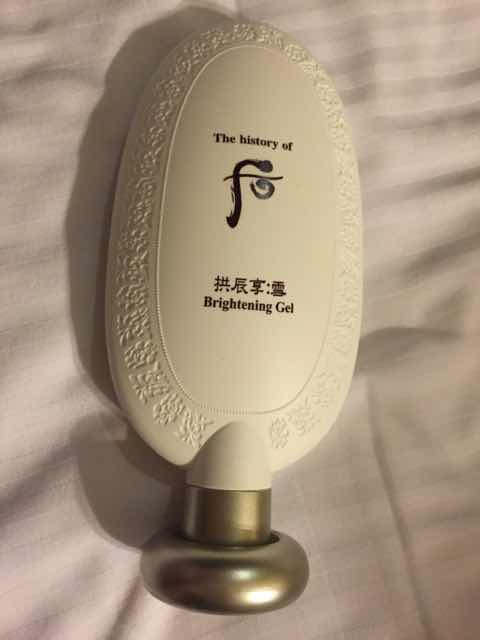 The history of
后
拱辰享:雪
Brightening Gel